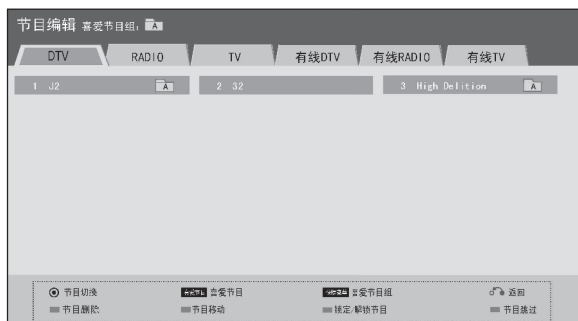 节目编辑 喜爱节目组: A
DTV RADIO TV 有线DTV 有线RADIO 有线TV
1 J2 A 2 32 3 High Delition A
节目切换 喜爱节目 喜爱节目组 返回
节目删除 节目移动 锁定/解锁节目 节目跳过